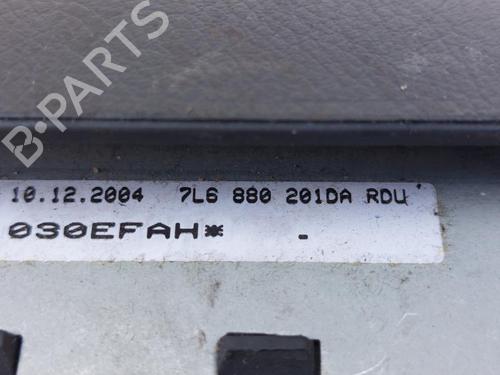 B-PARTS
10.12.2004 7L6 880 201DA RDU
030EFAH* -